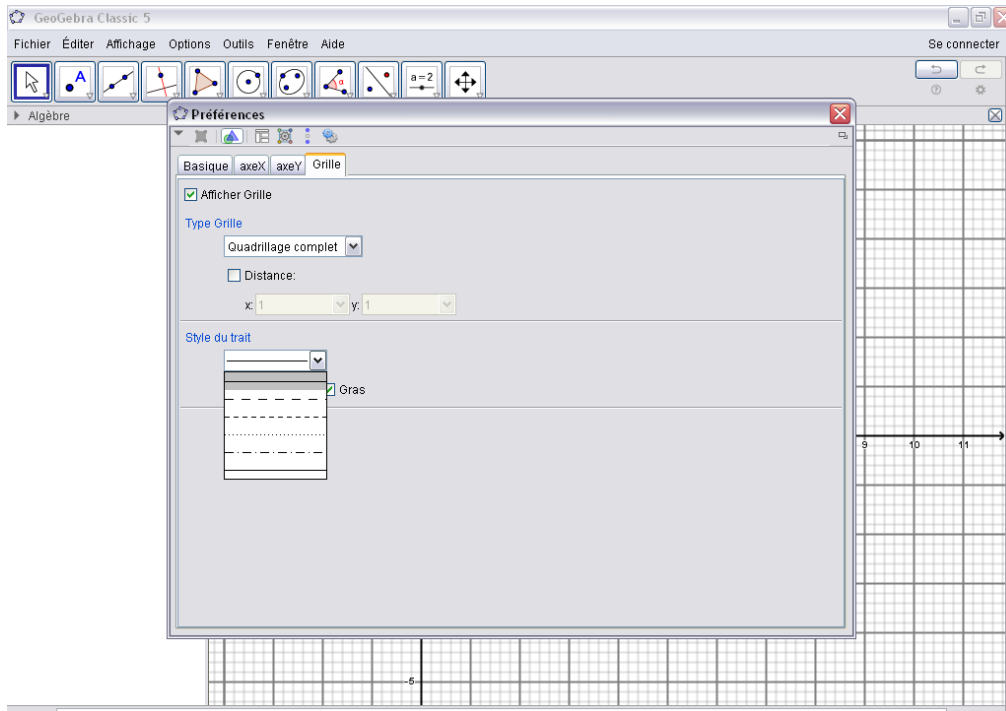 GeoGebra Classic 5
Fichier Éditer Affichage Options Outils Fenêtre Aide
Se connecter
A
α
a=2
Algèbre
Préférences
Basique axeX axeY Grille
Afficher Grille
Type Grille
Quadrillage complet
Distance:
x: 1 y: 1
Style du trait
Gras
9 10 11
-5